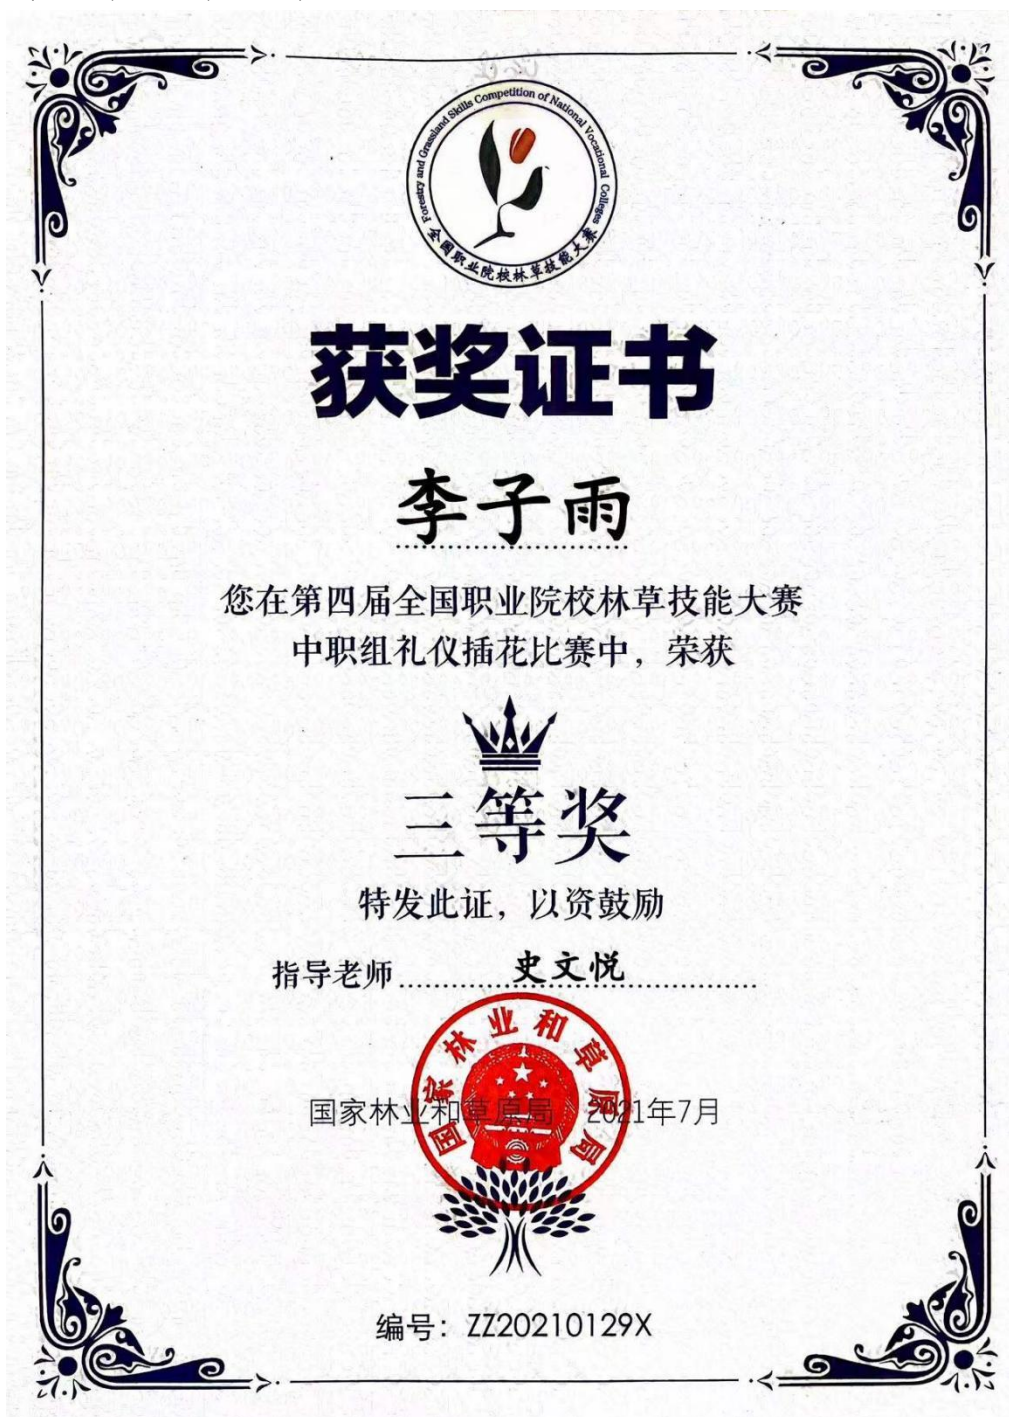 Forestry and Grassland Skills Competition of National Vocational Colleges
全国职业院校林草技能大赛
获奖证书
李子雨
您在第四届全国职业院校林草技能大赛
中职组礼仪插花比赛中，荣获
三等奖
特发此证，以资鼓励
指导老师 史文悦
国家林业和草原局
国家林业和草原局 2021年7月
编号：ZZ20210129X